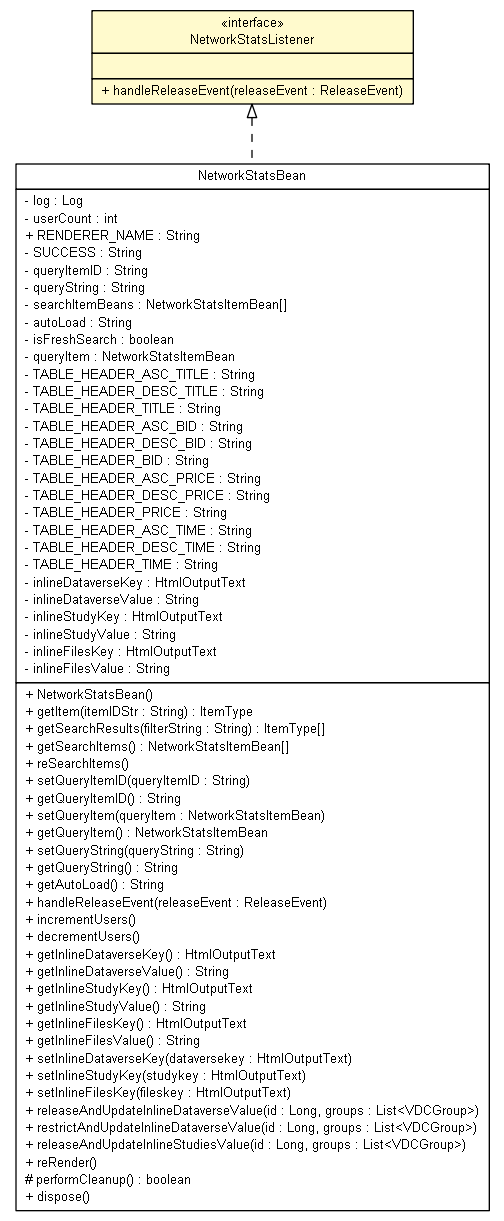 «interface»
NetworkStatsListener
+ handleReleaseEvent(releaseEvent : ReleaseEvent)
NetworkStatsBean
- log : Log
- userCount : int
+ RENDERER_NAME : String
- SUCCESS : String
- queryItemID : String
- queryString : String
- searchItemBeans : NetworkStatsItemBean[]
- autoLoad : String
- isFreshSearch : boolean
- queryItem : NetworkStatsItemBean
- TABLE_HEADER_ASC_TITLE : String
- TABLE_HEADER_DESC_TITLE : String
- TABLE_HEADER_TITLE : String
- TABLE_HEADER_ASC_BID : String
- TABLE_HEADER_DESC_BID : String
- TABLE_HEADER_BID : String
- TABLE_HEADER_ASC_PRICE : String
- TABLE_HEADER_DESC_PRICE : String
- TABLE_HEADER_PRICE : String
- TABLE_HEADER_ASC_TIME : String
- TABLE_HEADER_DESC_TIME : String
- TABLE_HEADER_TIME : String
- inlineDataverseKey : HtmlOutputText
- inlineDataverseValue : String
- inlineStudyKey : HtmlOutputText
- inlineStudyValue : String
- inlineFilesKey : HtmlOutputText
- inlineFilesValue : String
+ NetworkStatsBean()
+ getItem(itemIDStr : String) : ItemType
+ getSearchResults(filterString : String) : ItemType[]
+ getSearchItems() : NetworkStatsItemBean[]
+ reSearchItems()
+ setQueryItemID(queryItemID : String)
+ getQueryItemID() : String
+ setQueryItem(queryItem : NetworkStatsItemBean)
+ getQueryItem() : NetworkStatsItemBean
+ setQueryString(queryString : String)
+ getQueryString() : String
+ getAutoLoad() : String
+ handleReleaseEvent(releaseEvent : ReleaseEvent)
+ incrementUsers()
+ decrementUsers()
+ getInlineDataverseKey() : HtmlOutputText
+ getInlineDataverseValue() : String
+ getInlineStudyKey() : HtmlOutputText
+ getInlineStudyValue() : String
+ getInlineFilesKey() : HtmlOutputText
+ getInlineFilesValue() : String
+ setInlineDataverseKey(dataversekey : HtmlOutputText)
+ setInlineStudyKey(studykey : HtmlOutputText)
+ setInlineFilesKey(fileskey : HtmlOutputText)
+ releaseAndUpdateInlineDataverseValue(id : Long, groups : List<VDCGroup>)
+ restrictAndUpdateInlineDataverseValue(id : Long, groups : List<VDCGroup>)
+ releaseAndUpdateInlineStudiesValue(id : Long, groups : List<VDCGroup>)
+ reRender()
# performCleanup() : boolean
+ dispose()